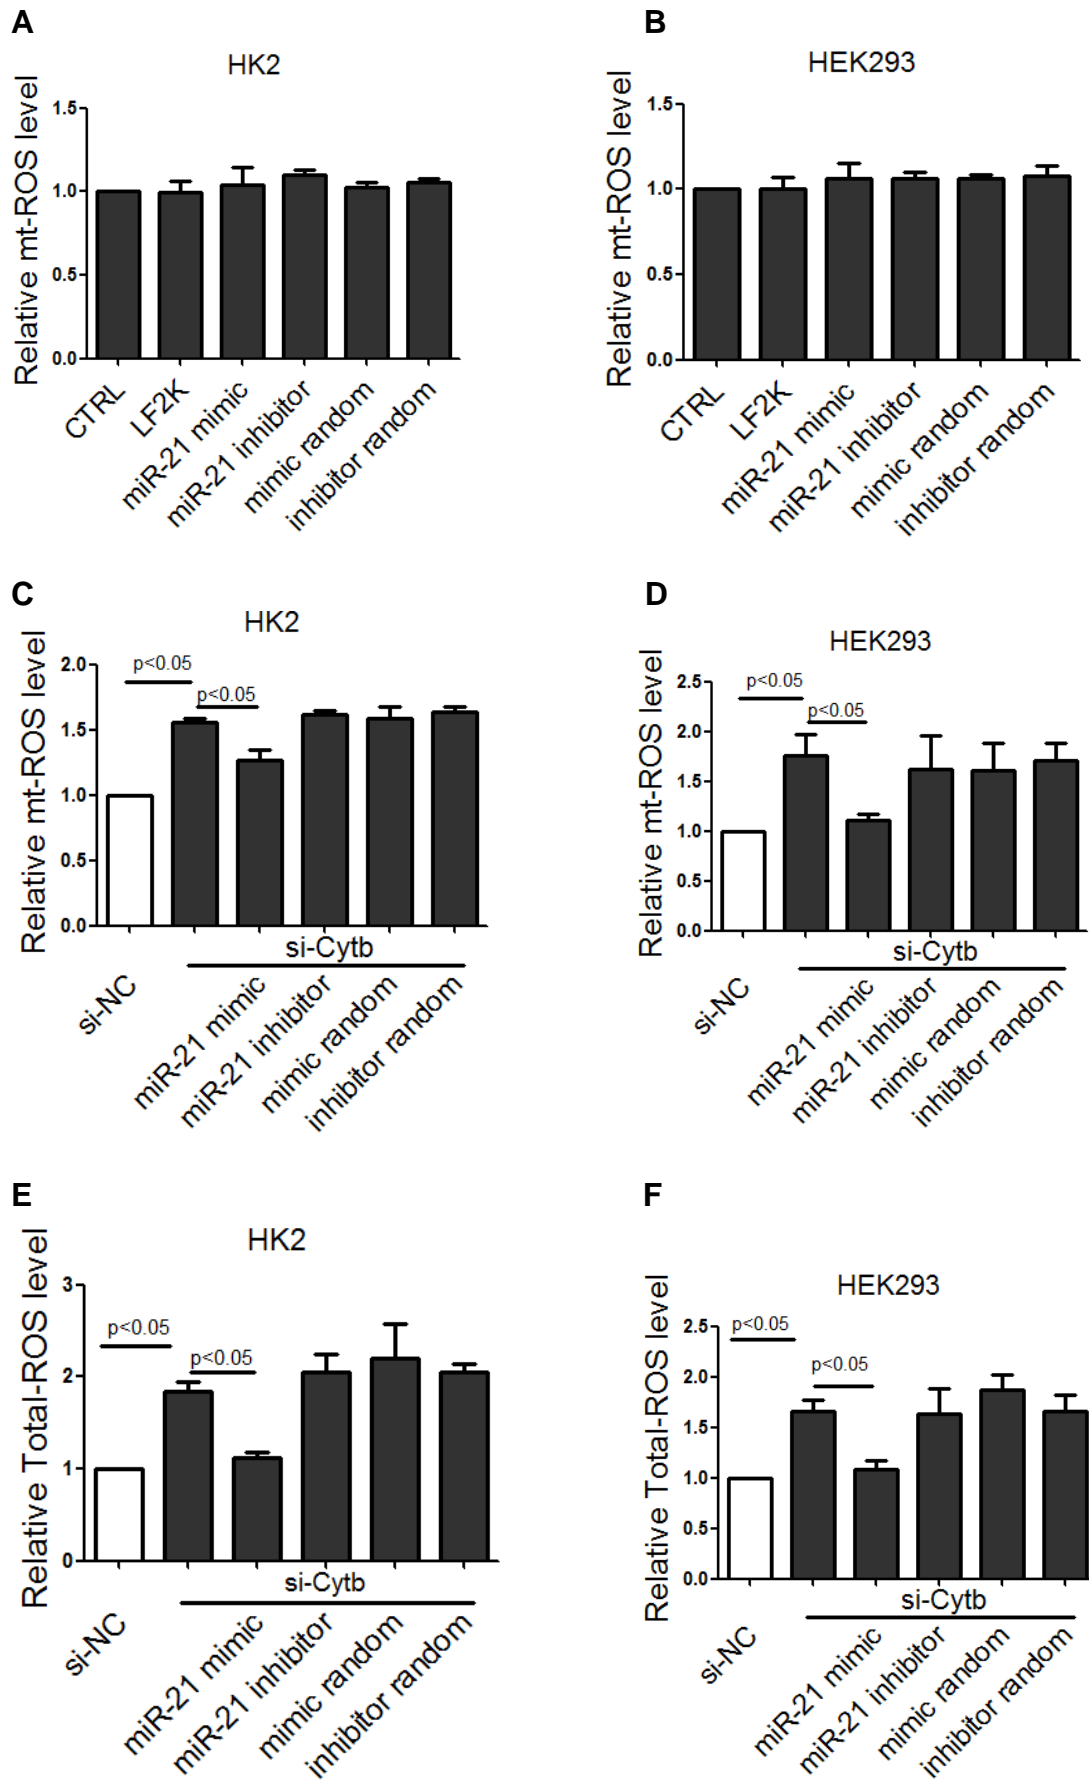 A
HK2
Relative mt-ROS level
1.5
1.0
0.5
0.0
CTRL
LF2K
miR-21 mimic
miR-21 inhibitor
mimic random
inhibitor random
B
HEK293
Relative mt-ROS level
1.5
1.0
0.5
0.0
CTRL
LF2K
miR-21 mimic
miR-21 inhibitor
mimic random
inhibitor random
C
HK2
Relative mt-ROS level
2.0
1.5
1.0
0.5
0.0
p<0.05
p<0.05
si-Cytb
si-NC
miR-21 mimic
miR-21 inhibitor
mimic random
inhibitor random
D
HEK293
Relative mt-ROS level
2.5
2.0
1.5
1.0
0.5
0.0
p<0.05
p<0.05
si-Cytb
si-NC
miR-21 mimic
miR-21 inhibitor
mimic random
inhibitor random
E
HK2
Relative Total-ROS level
3
2
1
0
p<0.05
p<0.05
si-Cytb
si-NC
miR-21 mimic
miR-21 inhibitor
mimic random
inhibitor random
F
HEK293
Relative Total-ROS level
2.5
2.0
1.5
1.0
0.5
0.0
p<0.05
p<0.05
si-Cytb
si-NC
miR-21 mimic
miR-21 inhibitor
mimic random
inhibitor random